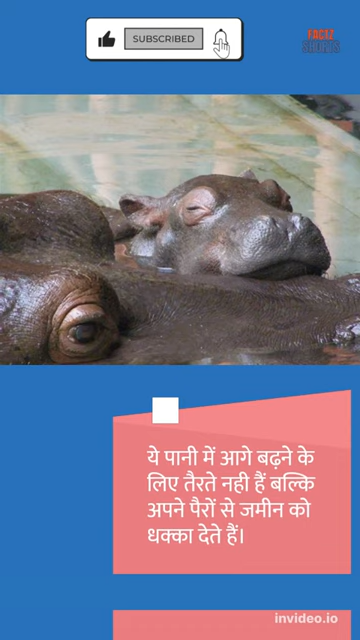 SUBSCRIBED
FACTZ
SHORTS
ये पानी में आगे बढ़ने के
लिए तैरते नही हैं बल्कि
अपने पैरों से जमीन को
धक्का देते हैं।
invideo.io